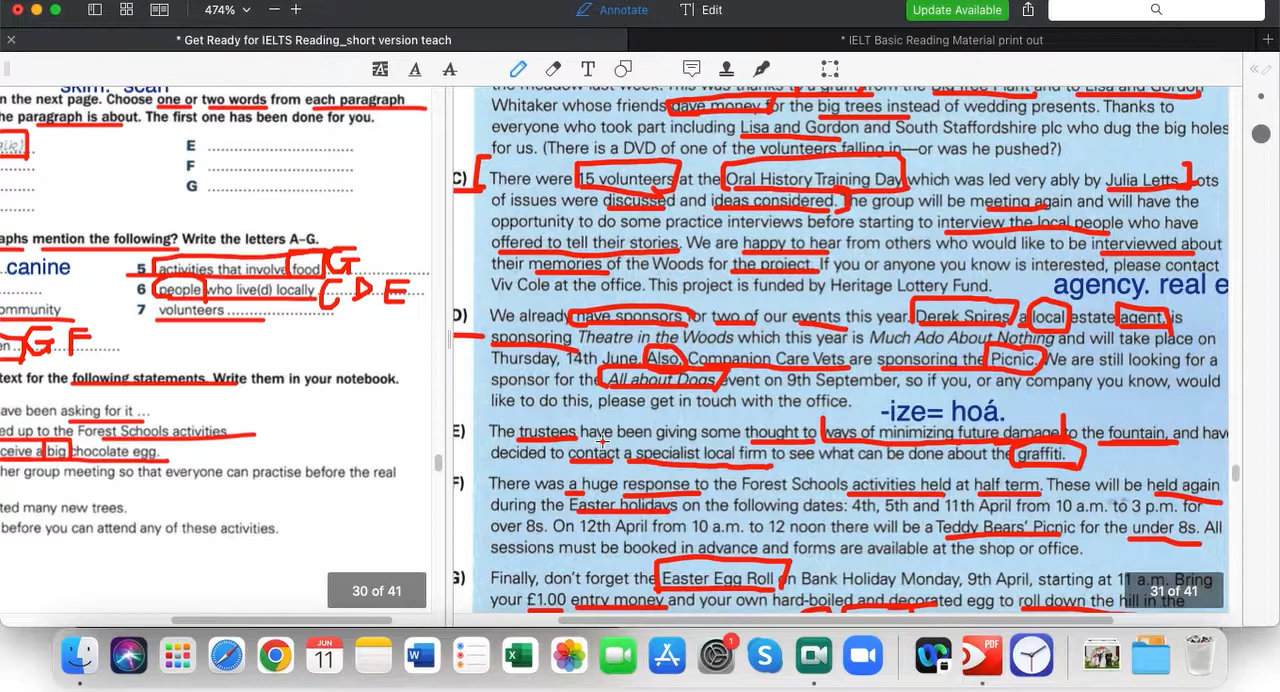 474%
Annotate
Edit
Update Available
* Get Ready for IELTS Reading_short version teach
* IELT Basic Reading Material print out
skim. scan
n the next page. Choose one or two words from each paragraph
he paragraph is about. The first one has been done for you.
E
F
G
aphs mention the following? Write the letters A–G.
canine
5 activities that involve food G
6 people who live(d) locally C D E
ommunity
7 volunteers
en G F
text for the following statements. Write them in your notebook.
ave been asking for it ...
ed up to the Forest Schools activities
ceive a big chocolate egg.
her group meeting so that everyone can practise before the real
ted many new trees.
before you can attend any of these activities.
30 of 41
the meadow last week. This was thanks to a grant from the Big Tree Plant and to Lisa and Gordon
Whitaker whose friends gave money for the big trees instead of wedding presents. Thanks to
everyone who took part including Lisa and Gordon and South Staffordshire plc who dug the big holes
for us. (There is a DVD of one of the volunteers falling in—or was he pushed?)
C) There were 15 volunteers at the Oral History Training Day which was led very ably by Julia Letts. Lots
of issues were discussed and ideas considered. The group will be meeting again and will have the
opportunity to do some practice interviews before starting to interview the local people who have
offered to tell their stories. We are happy to hear from others who would like to be interviewed about
their memories of the Woods for the project. If you or anyone you know is interested, please contact
Viv Cole at the office. This project is funded by Heritage Lottery Fund.
agency. real e
D) We already have sponsors for two of our events this year. Derek Spires, a local estate agent, is
sponsoring Theatre in the Woods which this year is Much Ado About Nothing and will take place on
Thursday, 14th June. Also, Companion Care Vets are sponsoring the Picnic. We are still looking for a
sponsor for the All about Dogs event on 9th September, so if you, or any company you know, would
like to do this, please get in touch with the office.
-ize= hoá.
E) The trustees have been giving some thought to ways of minimizing future damage to the fountain, and have
decided to contact a specialist local firm to see what can be done about the graffiti.
F) There was a huge response to the Forest Schools activities held at half term. These will be held again
during the Easter holidays on the following dates: 4th, 5th and 11th April from 10 a.m. to 3 p.m. for
over 8s. On 12th April from 10 a.m. to 12 noon there will be a Teddy Bears' Picnic for the under 8s. All
sessions must be booked in advance and forms are available at the shop or office.
G) Finally, don't forget the Easter Egg Roll on Bank Holiday Monday, 9th April, starting at 11 a.m. Bring
your £1.00 entry money and your own hard-boiled and decorated egg to roll down the hill in the
31 of 41
JUN
11
1
PDF